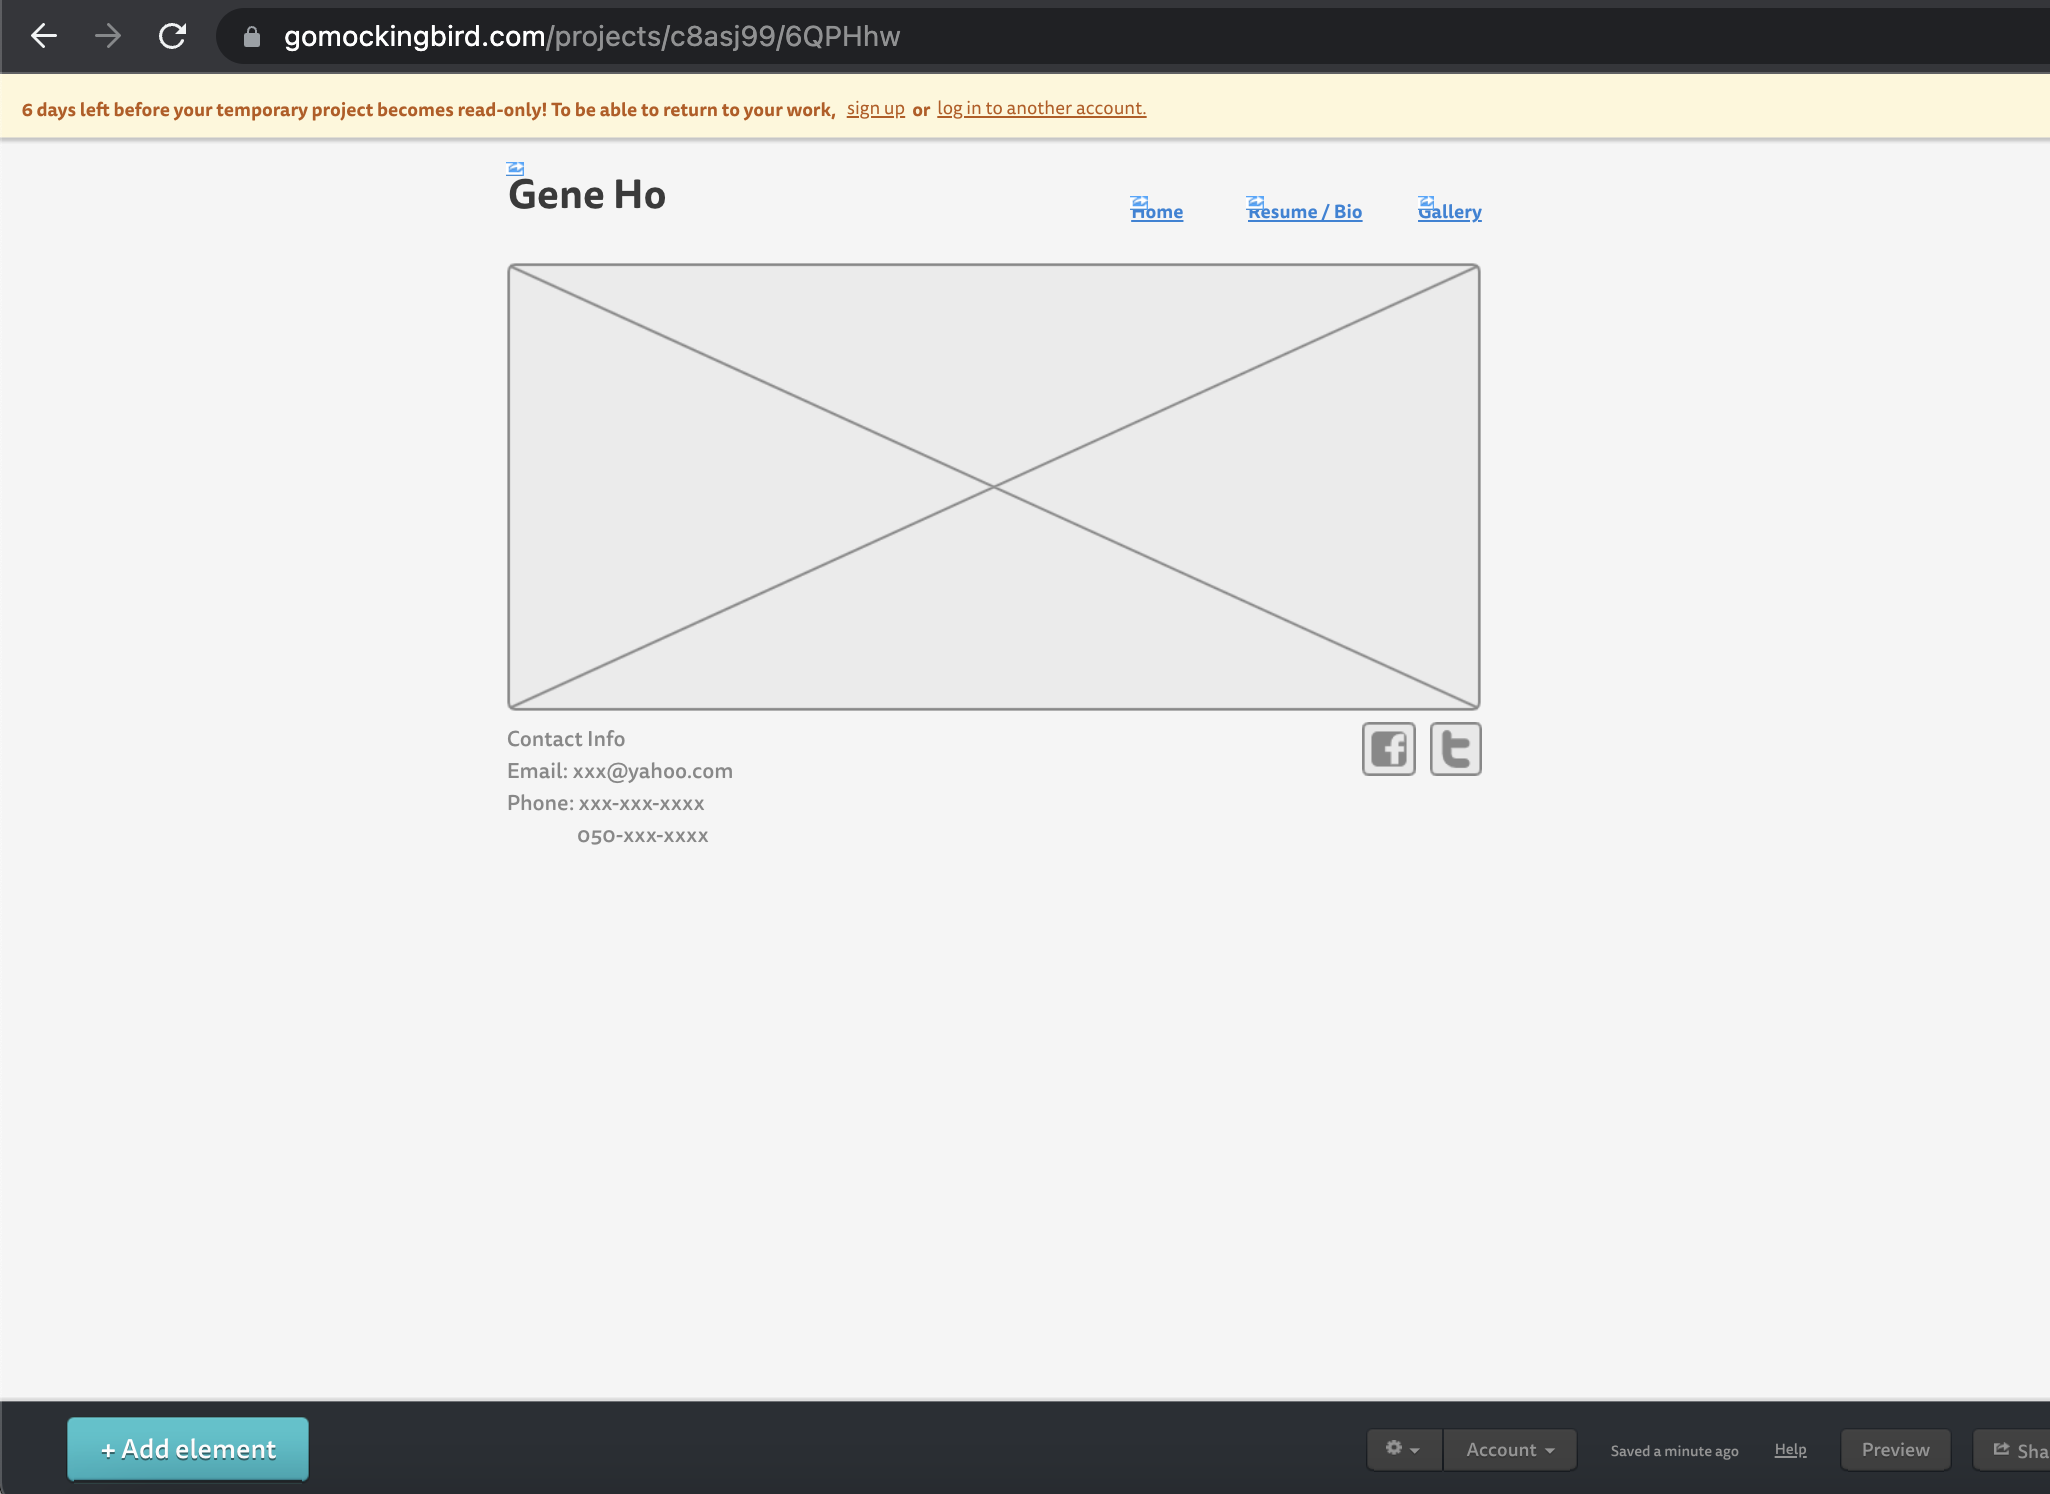 gomockingbird.com/projects/c8asj99/6QPHhw
6 days left before your temporary project becomes read-only! To be able to return to your work, sign up or log in to another account.
Gene Ho
Home Resume / Bio Gallery
Contact Info
Email: xxx@yahoo.com
Phone: xxx-xxx-xxxx
050-xxx-xxxx
+ Add element
Account
Saved a minute ago
Help
Preview
Sha